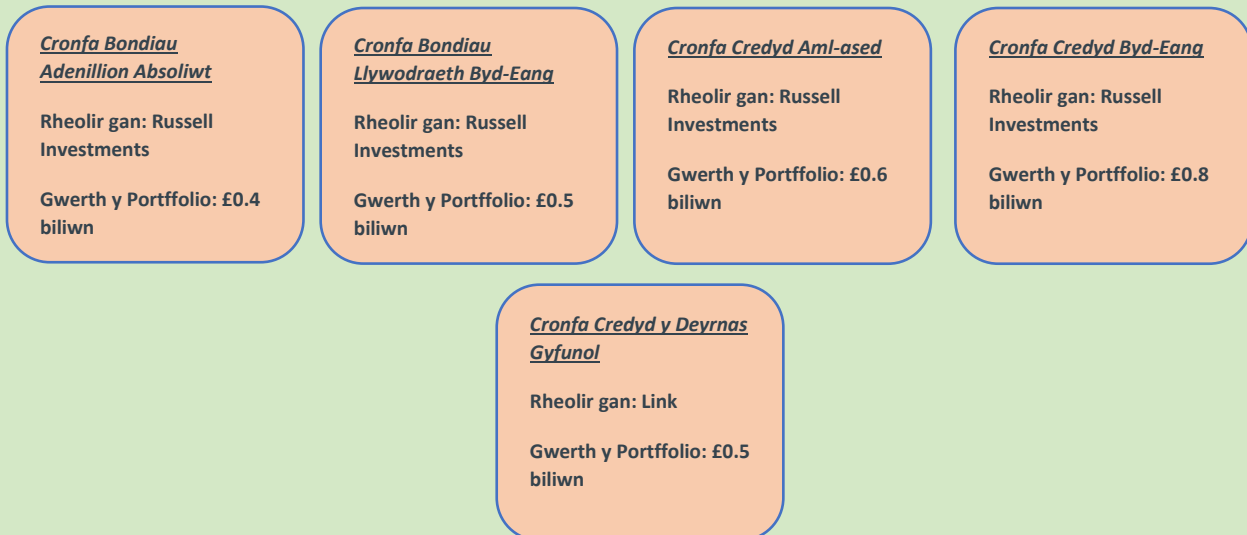 Cronfa Bondiau
Adenillion Absoliwt
Rheolir gan: Russell
Investments
Gwerth y Portffolio: £0.4
biliwn
Cronfa Bondiau
Llywodraeth Byd-Eang
Rheolir gan: Russell
Investments
Gwerth y Portffolio: £0.5
biliwn
Cronfa Credyd Aml-ased
Rheolir gan: Russell
Investments
Gwerth y Portffolio: £0.6
biliwn
Cronfa Credyd Byd-Eang
Rheolir gan: Russell
Investments
Gwerth y Portffolio: £0.8
biliwn
Cronfa Credyd y Deyrnas
Gyfunol
Rheolir gan: Link
Gwerth y Portffolio: £0.5
biliwn